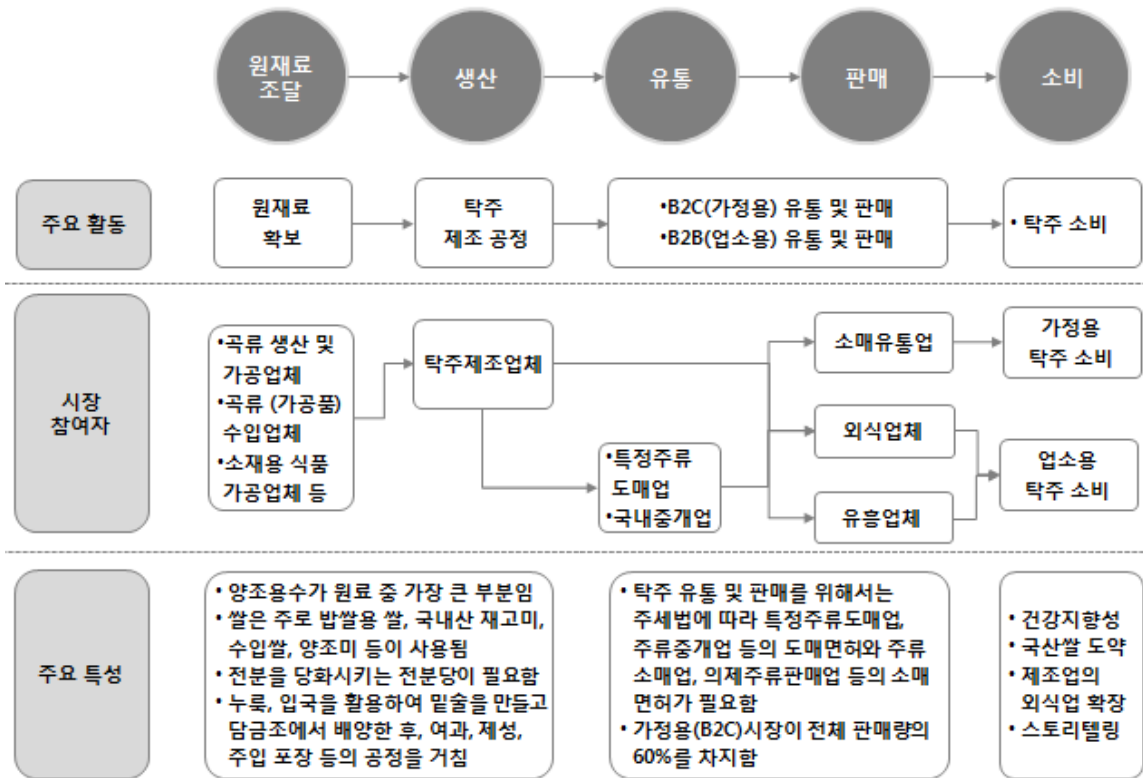 원재료
조달
생산
유통
판매
소비
주요 활동
원재료
확보
탁주
제조 공정
•B2C(가정용) 유통 및 판매
•B2B(업소용) 유통 및 판매
• 탁주 소비
시장
참여자
•곡류 생산 및
가공업체
•곡류 (가공품)
수입업체
•소재용 식품
가공업체 등
탁주제조업체
•특정주류
도매업
•국내중개업
소매유통업
외식업체
유흥업체
가정용
탁주 소비
업소용
탁주 소비
주요 특성
• 양조용수가 원료 중 가장 큰 부분임
• 쌀은 주로 밥쌀용 쌀, 국내산 재고미,
수입쌀, 양조미 등이 사용됨
• 전분을 당화시키는 전분당이 필요함
• 누룩, 입국을 활용하여 밑술을 만들고
담금조에서 배양한 후, 여과, 제성,
주입 포장 등의 공정을 거침
• 탁주 유통 및 판매를 위해서는
주세법에 따라 특정주류도매업,
주류중개업 등의 도매면허와 주류
소매업, 의제주류판매업 등의 소매
면허가 필요함
• 가정용(B2C)시장이 전체 판매량의
60%를 차지함
• 건강지향성
• 국산쌀 도약
• 제조업의
외식업 확장
• 스토리텔링